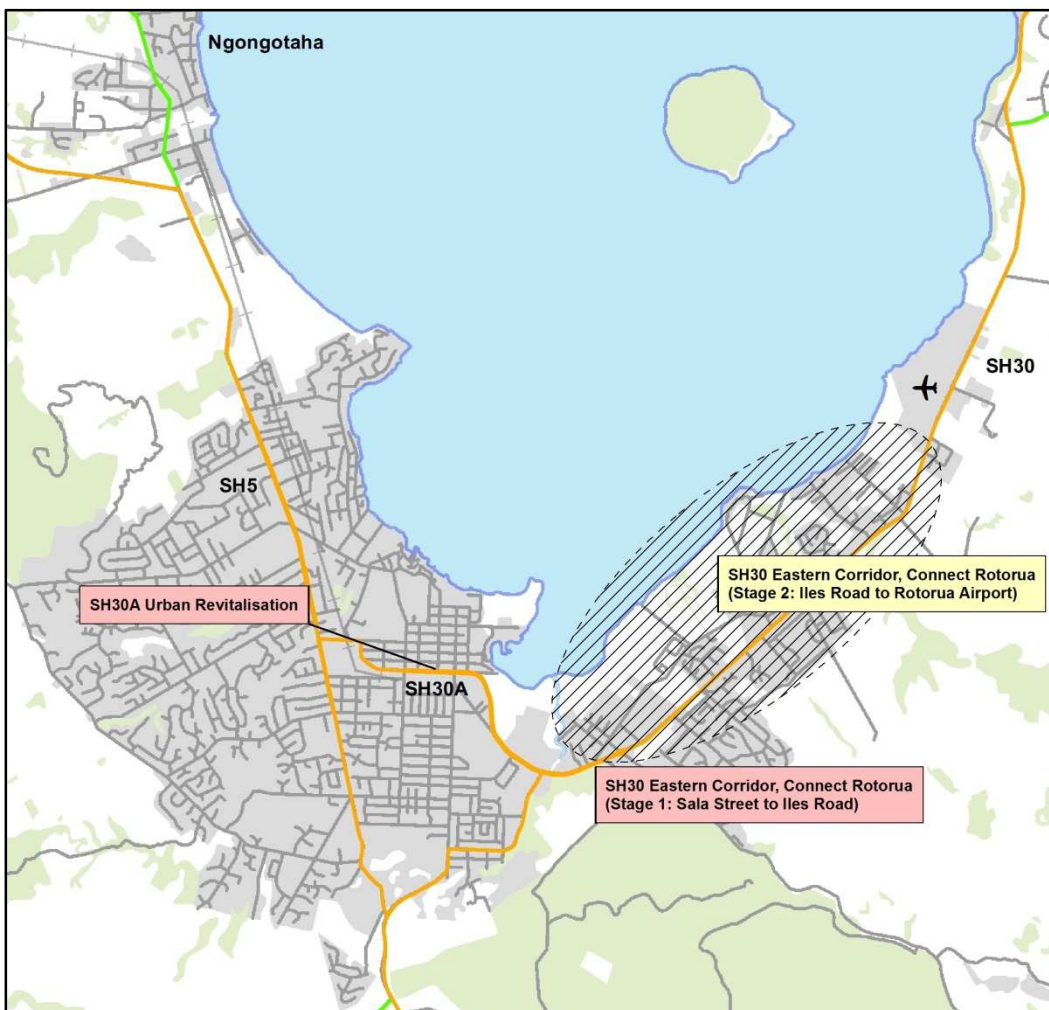 Ngongotaha
SH30
SH5
SH30 Eastern Corridor, Connect Rotorua
(Stage 2: Iles Road to Rotorua Airport)
SH30A Urban Revitalisation
SH30A
SH30 Eastern Corridor, Connect Rotorua
(Stage 1: Sala Street to Iles Road)